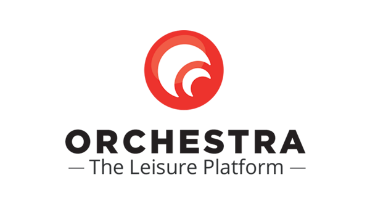 ORCHESTRA
— The Leisure Platform —